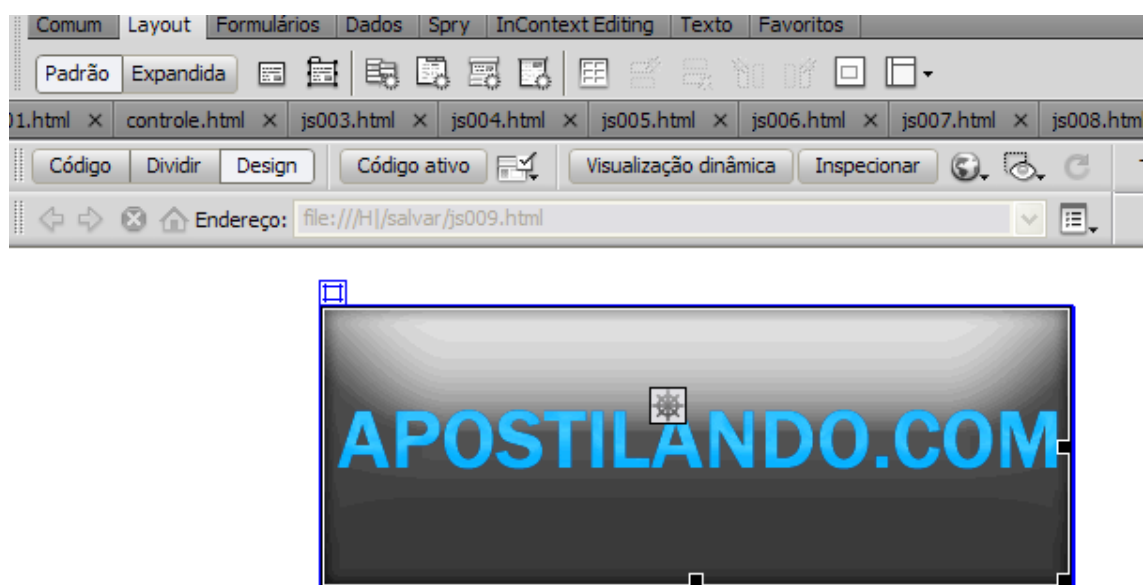 Comum Layout Formulários Dados Spry InContext Editing Texto Favoritos
Padrão Expandida
01.html controle.html js003.html js004.html js005.html js006.html js007.html js008.htm
Código Dividir Design Código ativo Visualização dinâmica Inspecionar
Endereço: file:///H|/salvar/js009.html
APOSTILANDO.COM